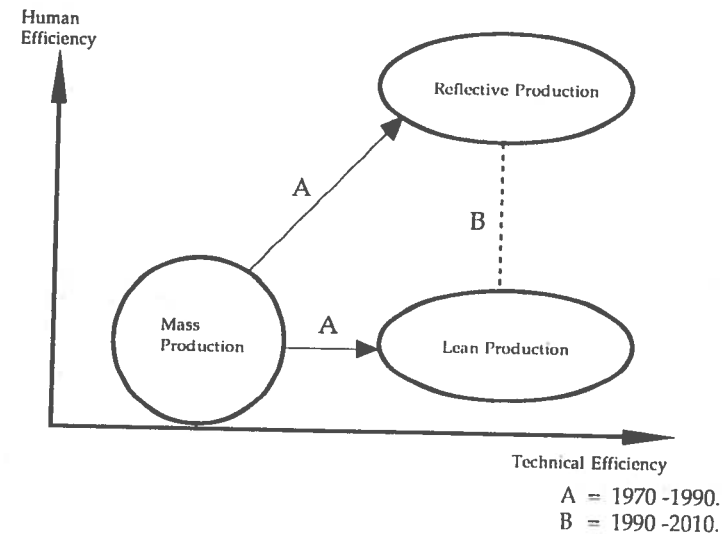 Human
Efficiency
Reflective Production
A
B
Mass
Production
A
Lean Production
Technical Efficiency
A = 1970 -1990.
B = 1990 -2010.